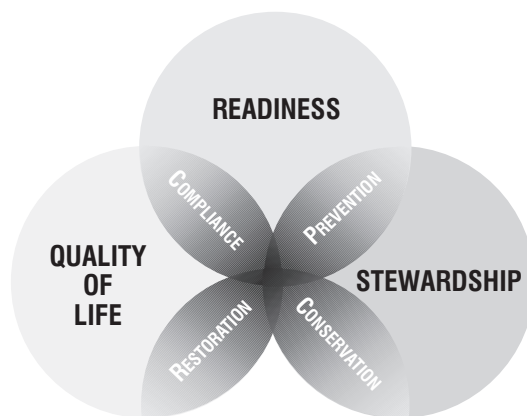 READINESS
COMPLIANCE
PREVENTION
QUALITY
OF
LIFE
STEWARDSHIP
RESTORATION
CONSERVATION